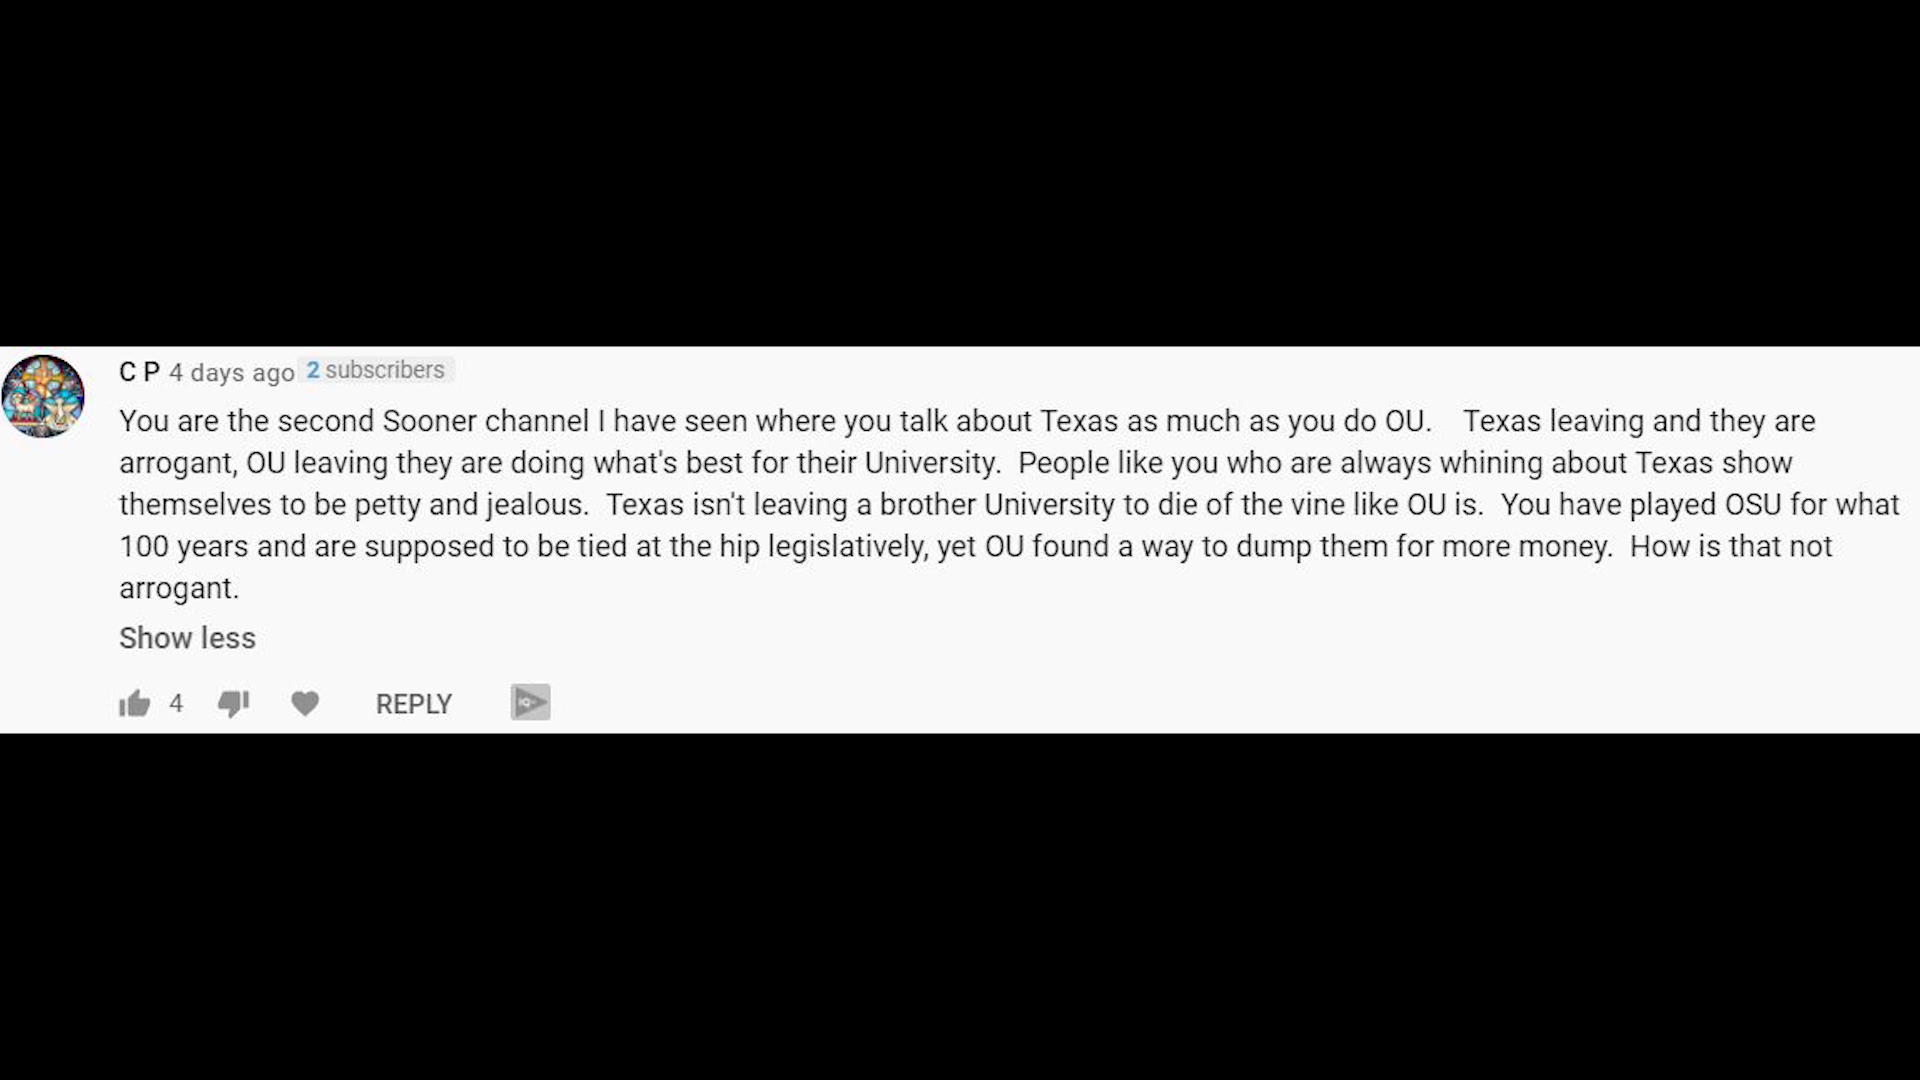 C P 4 days ago 2 subscribers
You are the second Sooner channel I have seen where you talk about Texas as much as you do OU.    Texas leaving and they are
arrogant, OU leaving they are doing what's best for their University.  People like you who are always whining about Texas show
themselves to be petty and jealous.  Texas isn't leaving a brother University to die of the vine like OU is.  You have played OSU for what
100 years and are supposed to be tied at the hip legislatively, yet OU found a way to dump them for more money.  How is that not
arrogant.
Show less
4 REPLY IQ